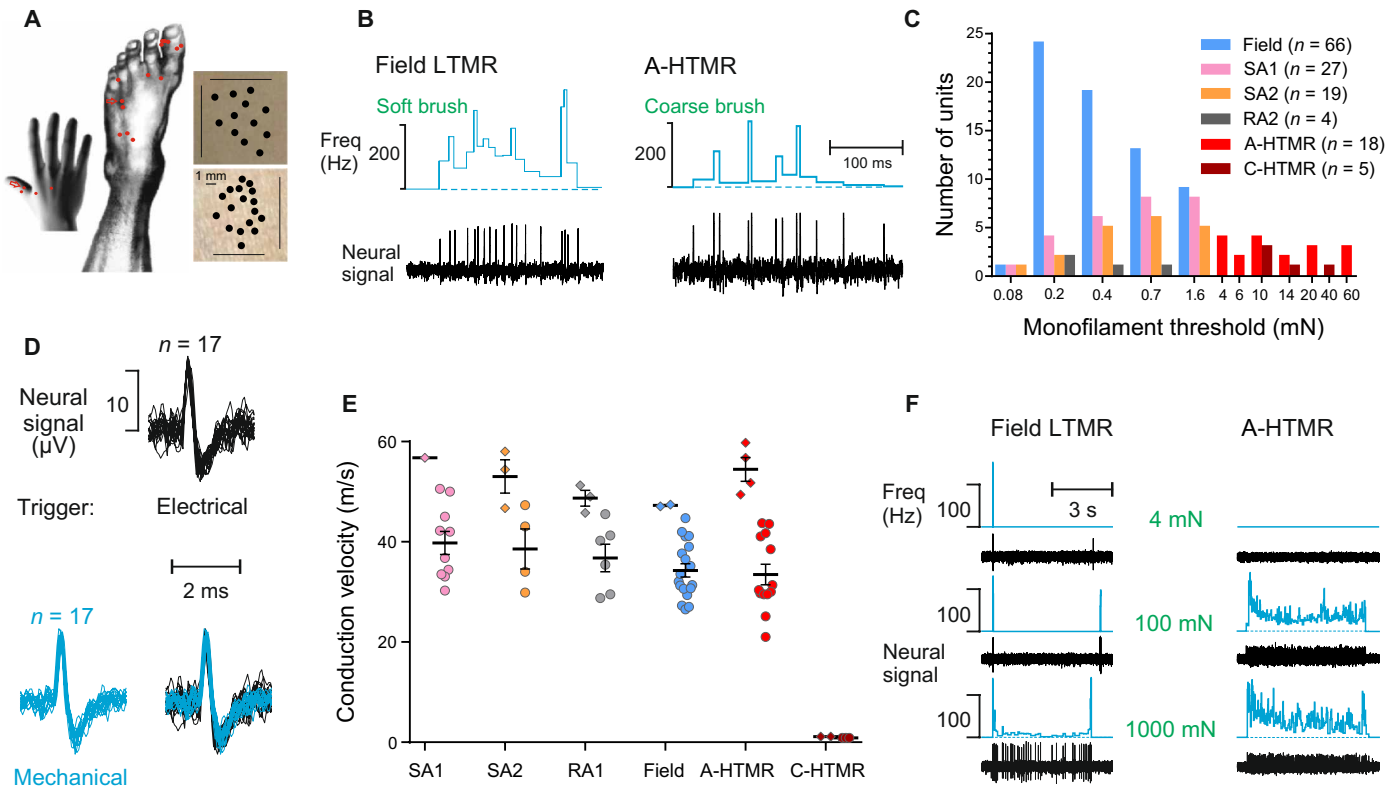 A
1 mm
B
Field LTMR
A-HTMR
Soft brush
Coarse brush
Freq
(Hz)
200
200
100 ms
Neural
signal
C
Number of units
25
20
15
10
5
0
Field (n = 66)
SA1 (n = 27)
SA2 (n = 19)
RA2 (n = 4)
A-HTMR (n = 18)
C-HTMR (n = 5)
0.08 0.2 0.4 0.7 1.6 4 6 10 14 20 40 60
Monofilament threshold (mN)
D
n = 17
Neural
signal
(µV)
10
Trigger:
Electrical
2 ms
n = 17
Mechanical
E
Conduction velocity (m/s)
60
40
20
0
SA1 SA2 RA1 Field A-HTMR C-HTMR
F
Field LTMR
A-HTMR
Freq
(Hz)
100
3 s
4 mN
100
100 mN
Neural
signal
100
1000 mN